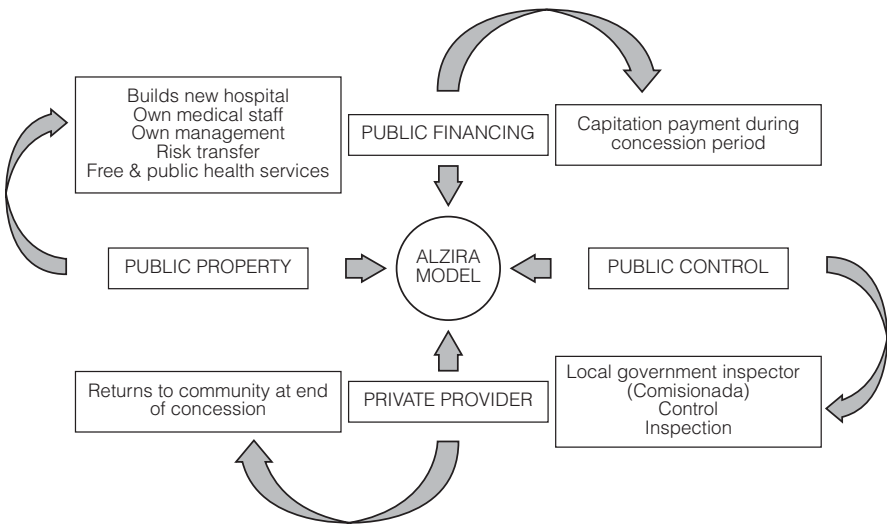 Builds new hospital
Own medical staff
Own management
Risk transfer
Free & public health services
PUBLIC FINANCING
Capitation payment during
concession period
PUBLIC PROPERTY
ALZIRA
MODEL
PUBLIC CONTROL
Returns to community at end
of concession
PRIVATE PROVIDER
Local government inspector
(Comisionada)
Control
Inspection